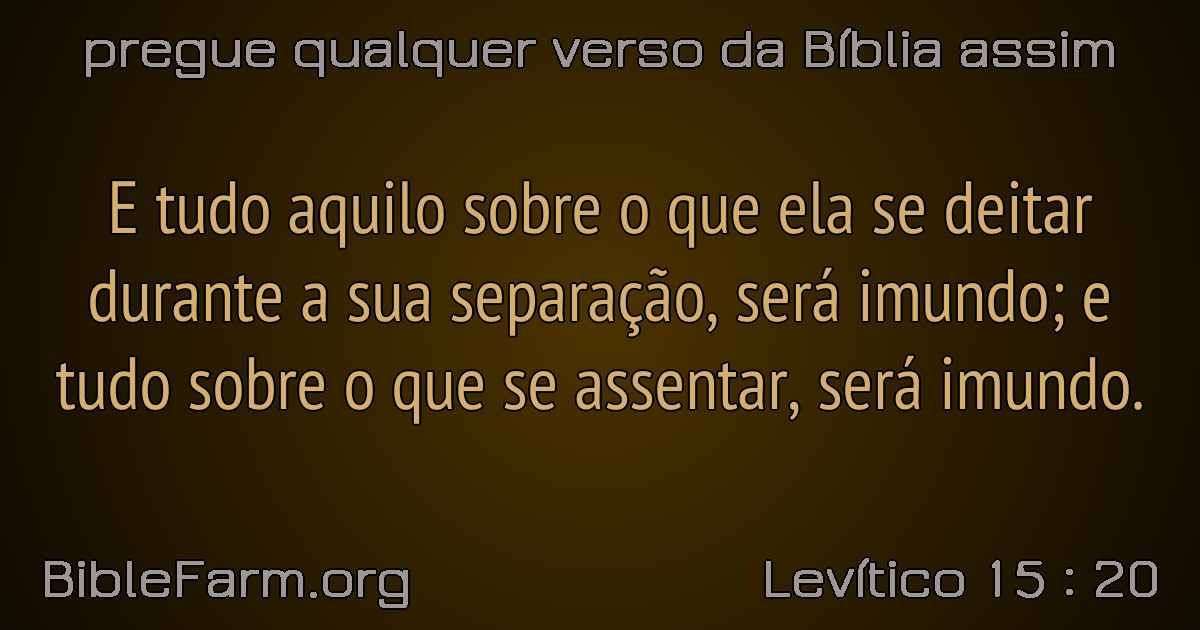 pregue qualquer verso da Bíblia assim
E tudo aquilo sobre o que ela se deitar
durante a sua separação, será imundo; e
tudo sobre o que se assentar, será imundo.
BibleFarm.org
Levítico 15 : 20